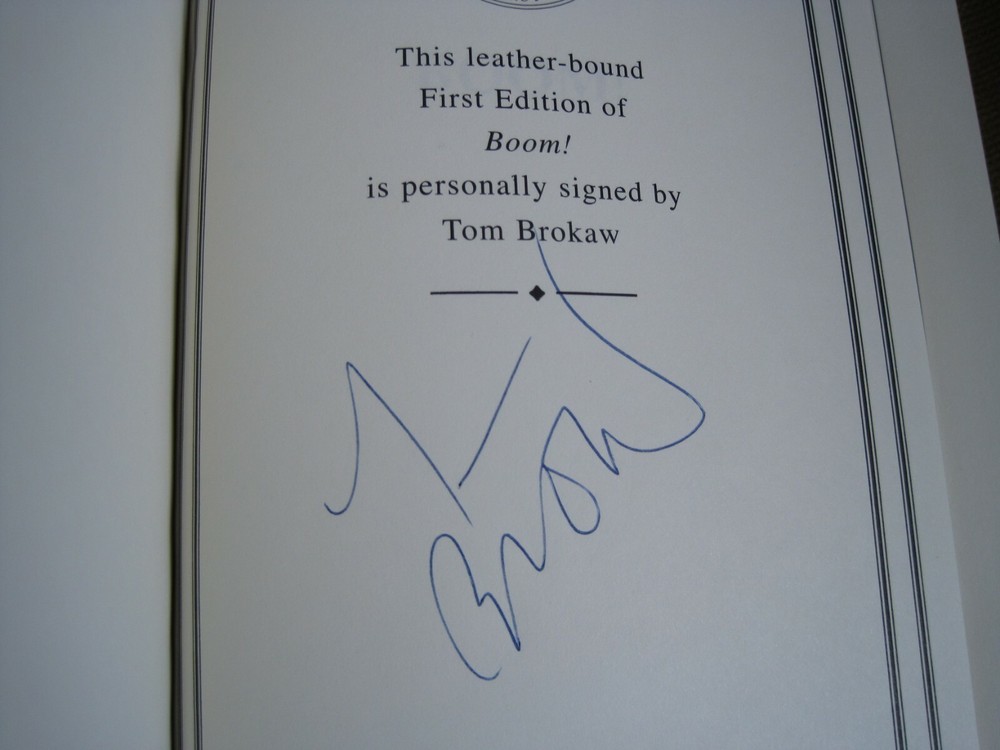 This leather-bound
First Edition of
Boom!
is personally signed by
Tom Brokaw